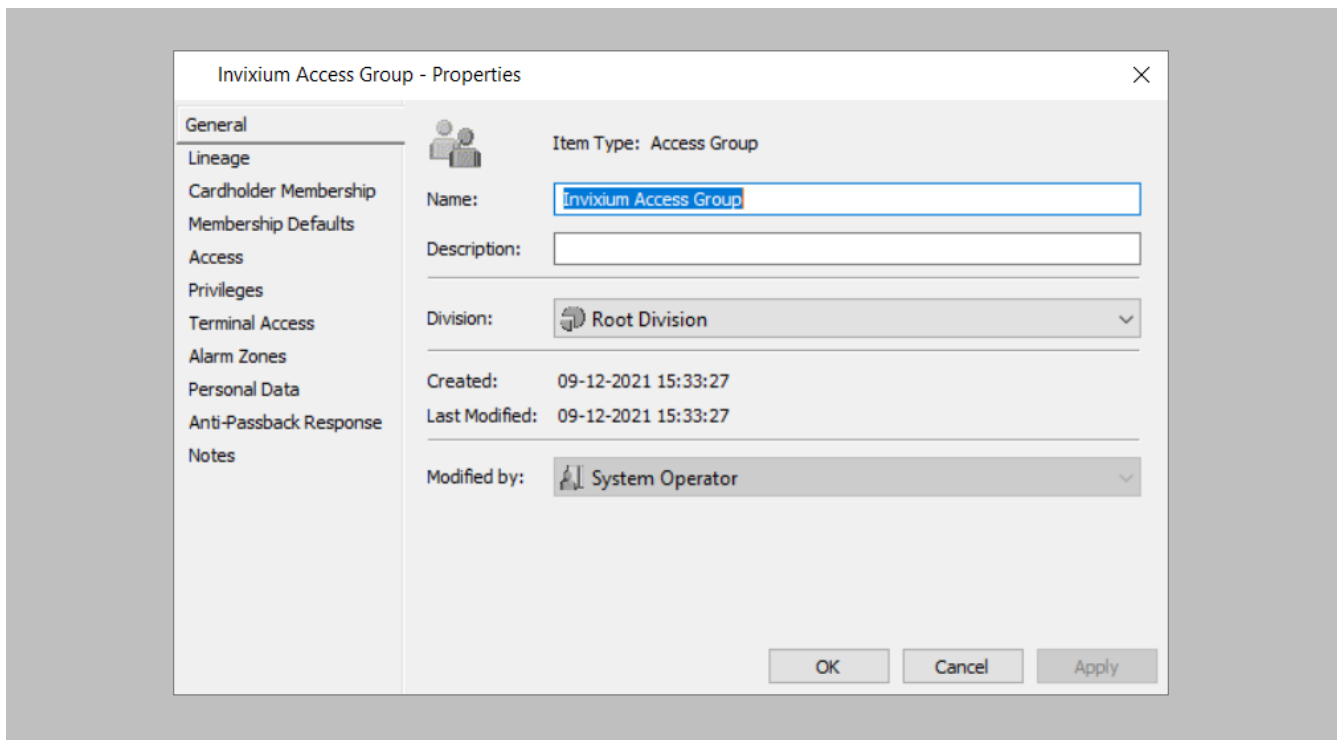 Invixium Access Group - Properties
General
Lineage
Cardholder Membership
Membership Defaults
Access
Privileges
Terminal Access
Alarm Zones
Personal Data
Anti-Passback Response
Notes
Item Type: Access Group
Name: Invixium Access Group
Description:
Division: Root Division
Created: 09-12-2021 15:33:27
Last Modified: 09-12-2021 15:33:27
Modified by: System Operator
OK Cancel Apply